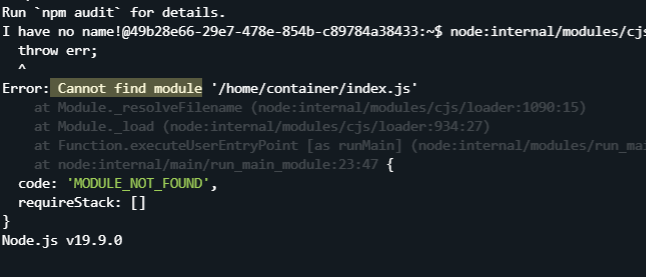 Run `npm audit` for details.
I have no name!@49b28e66-29e7-478e-854b-c89784a38433:~$ node:internal/modules/cjs
  throw err;
  ^
Error: Cannot find module '/home/container/index.js'
    at Module._resolveFilename (node:internal/modules/cjs/loader:1090:15)
    at Module._load (node:internal/modules/cjs/loader:934:27)
    at Function.executeUserEntryPoint [as runMain] (node:internal/modules/run_mai
    at node:internal/main/run_main_module:23:47 {
  code: 'MODULE_NOT_FOUND',
  requireStack: []
}
Node.js v19.9.0